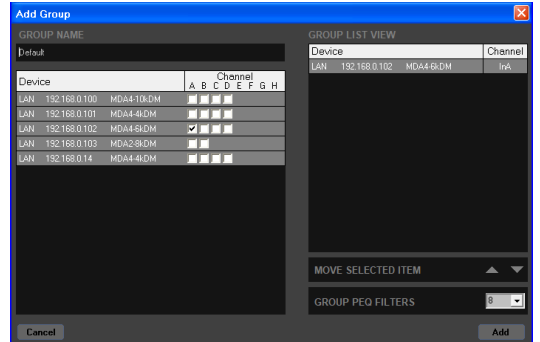 Add Group
GROUP NAME
Default
Device Channel
A B C D E F G H
LAN 192.168.0.100 MDA4-10kDM
LAN 192.168.0.101 MDA4-4kDM
LAN 192.168.0.102 MDA4-6kDM
LAN 192.168.0.103 MDA2-8kDM
LAN 192.168.0.14 MDA4-4kDM
GROUP LIST VIEW
Device Channel
LAN 192.168.0.102 MDA4-6kDM InA
MOVE SELECTED ITEM
GROUP PEQ FILTERS 8
Cancel Add